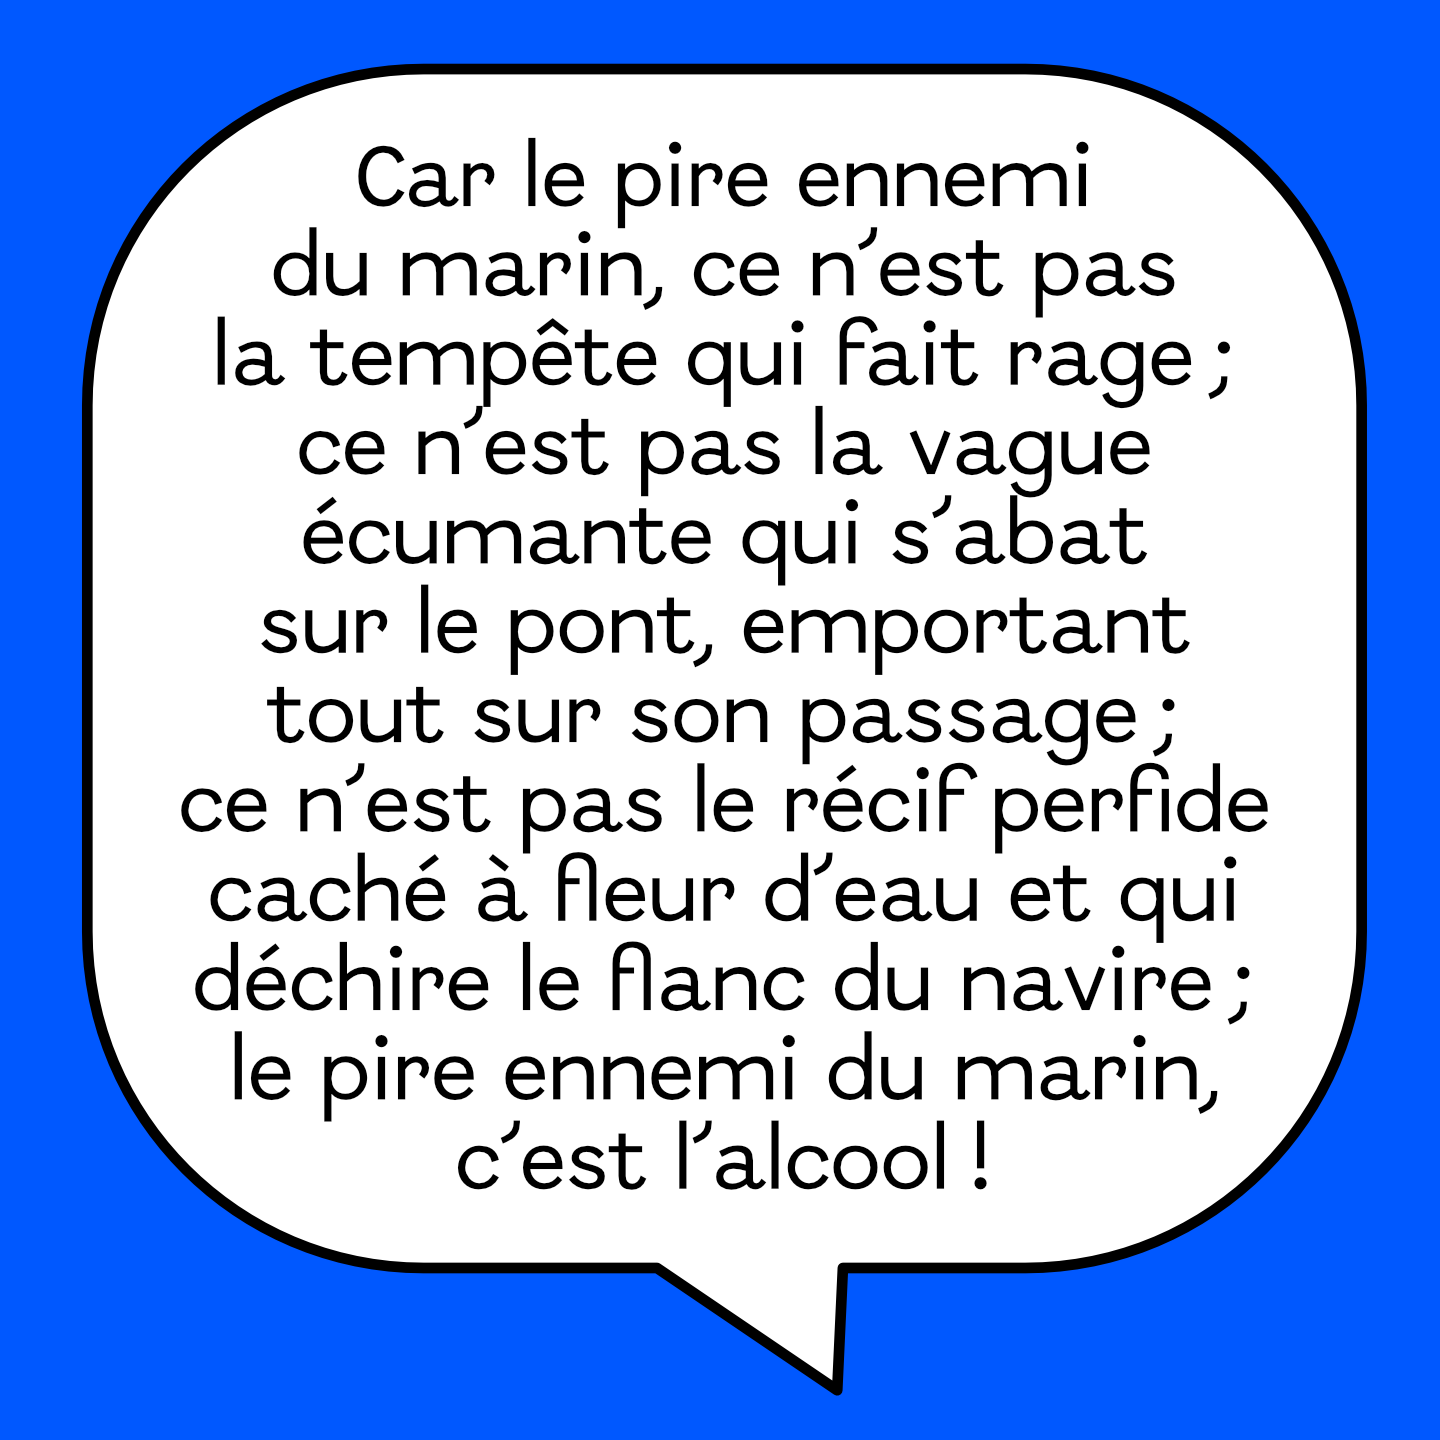 Car le pire ennemi
du marin, ce n’est pas
la tempête qui fait rage ;
ce n’est pas la vague
écumante qui s’abat
sur le pont, emportant
tout sur son passage ;
ce n’est pas le récif perfide
caché à fleur d’eau et qui
déchire le flanc du navire ;
le pire ennemi du marin,
c’est l’alcool !